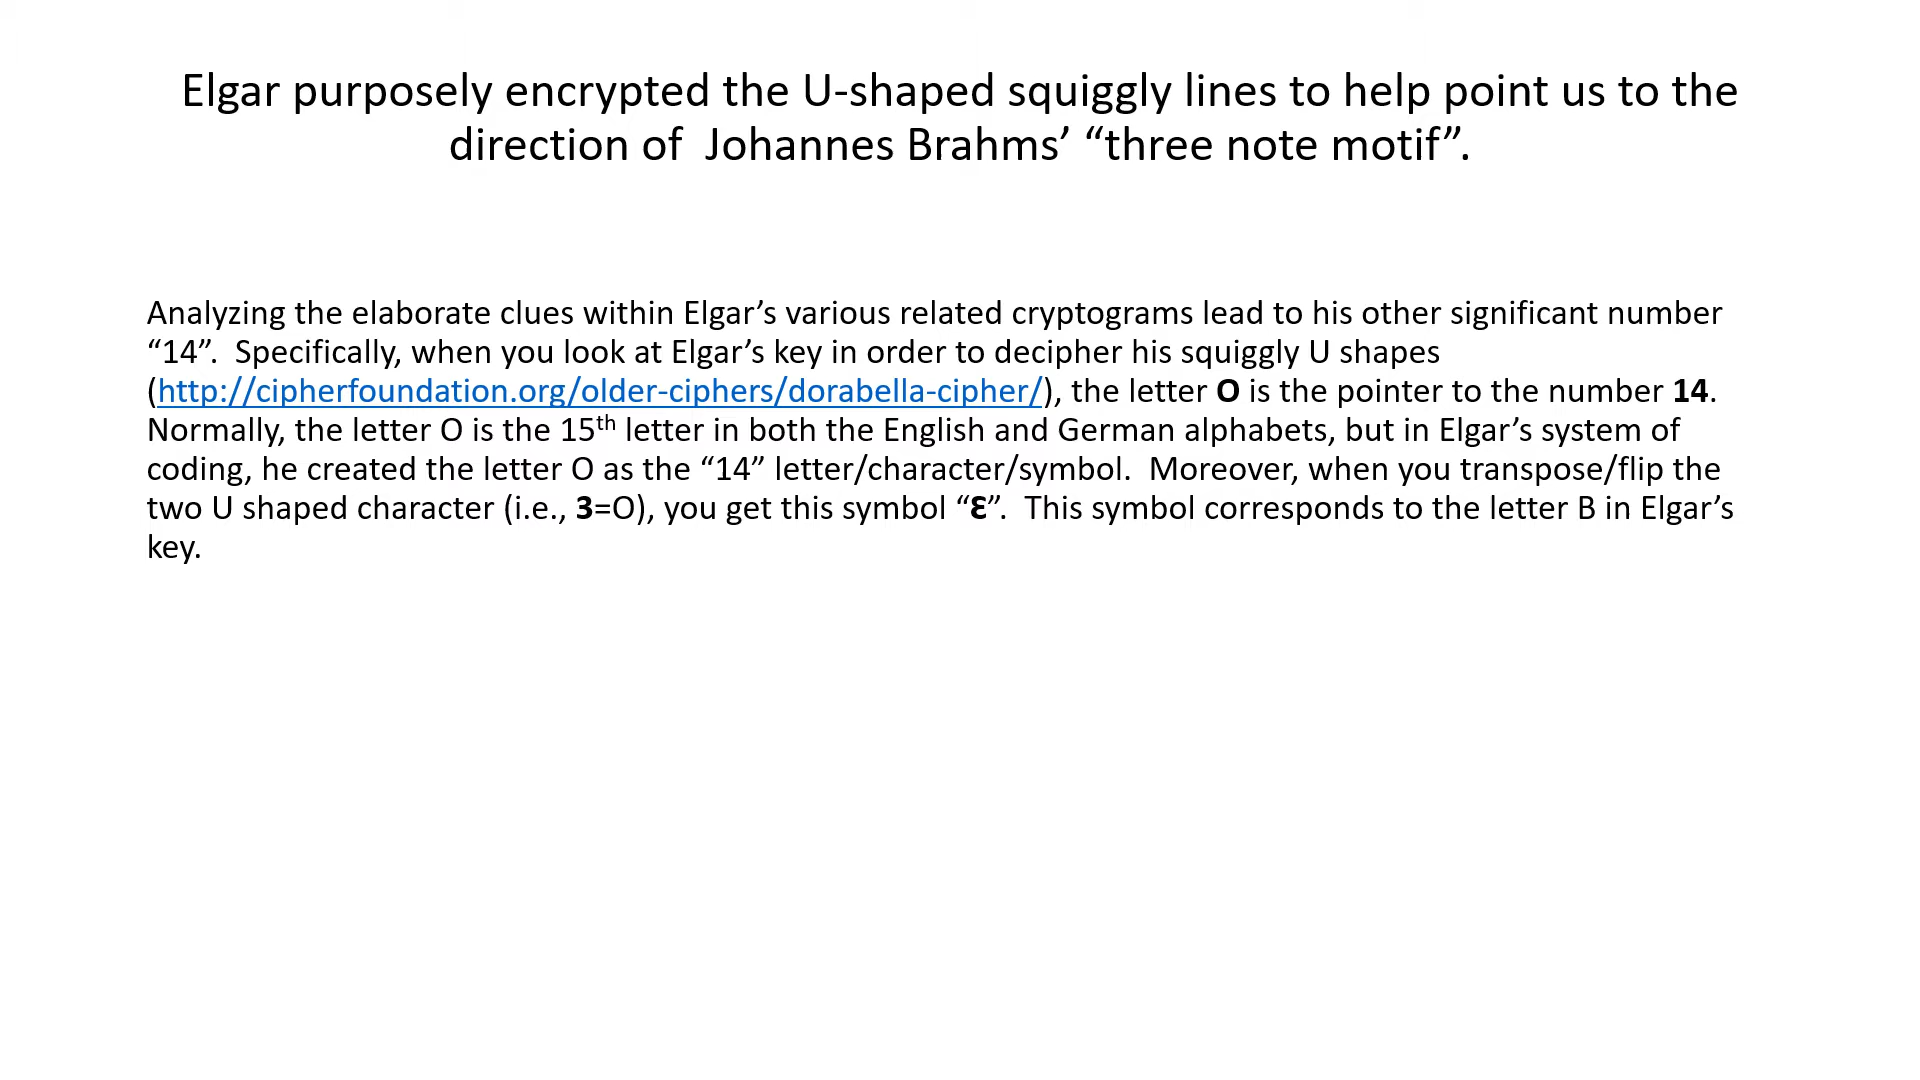 Elgar purposely encrypted the U-shaped squiggly lines to help point us to the
direction of  Johannes Brahms’ “three note motif”.
Analyzing the elaborate clues within Elgar’s various related cryptograms lead to his other significant number
“14”.  Specifically, when you look at Elgar’s key in order to decipher his squiggly U shapes
(http://cipherfoundation.org/older-ciphers/dorabella-cipher/), the letter O is the pointer to the number 14.
Normally, the letter O is the 15th letter in both the English and German alphabets, but in Elgar’s system of
coding, he created the letter O as the “14” letter/character/symbol.  Moreover, when you transpose/flip the
two U shaped character (i.e., 3=O), you get this symbol “Ɛ”.  This symbol corresponds to the letter B in Elgar’s
key.